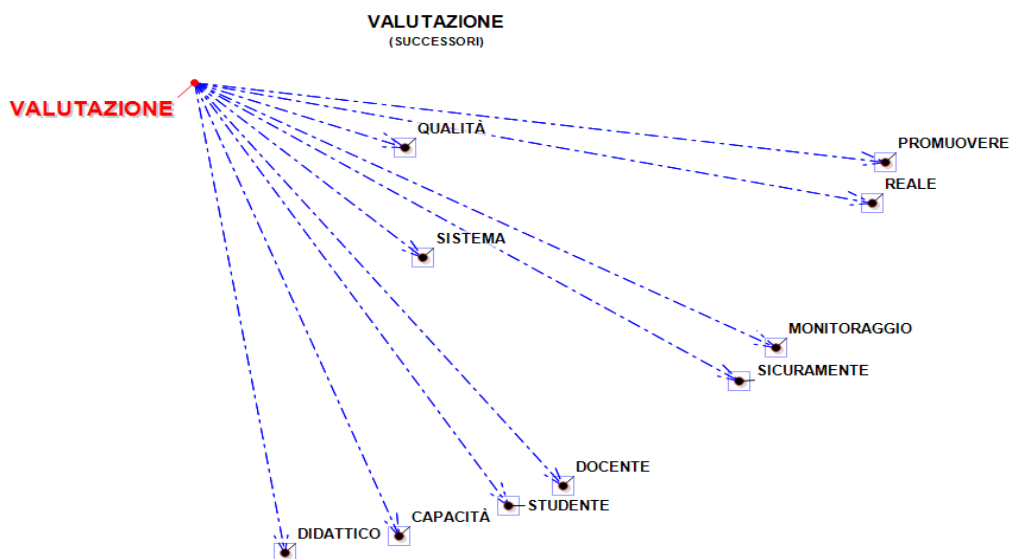 VALUTAZIONE
(SUCCESSORI)
VALUTAZIONE
QUALITÀ
PROMUOVERE
REALE
SISTEMA
MONITORAGGIO
SICURAMENTE
DOCENTE
STUDENTE
CAPACITÀ
DIDATTICO